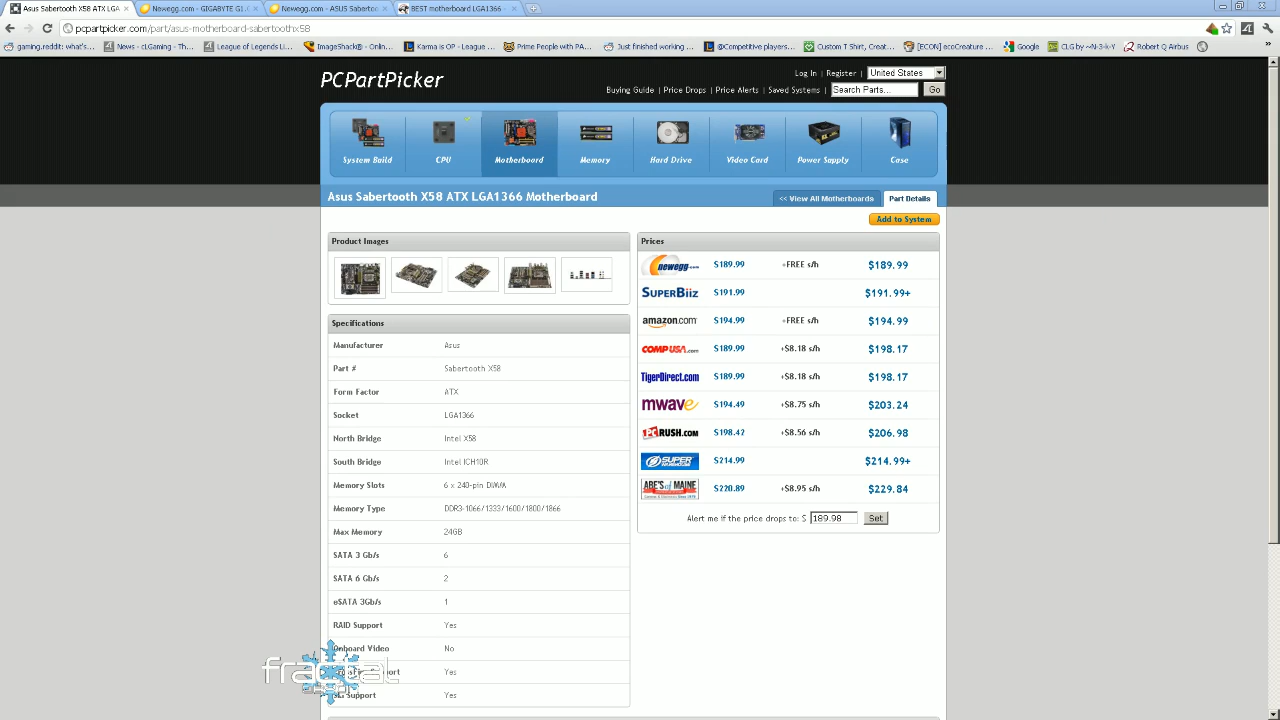 Asus Sabertooth X58 ATX LGA
Newegg.com - GIGABYTE G1.
Newegg.com - ASUS Sabertoo
BEST motherboard LGA1366 -
pcpartpicker.com/part/asus-motherboard-sabertoothx58
gaming.reddit: what's...
News - cLGaming - Th...
League of Legends Li...
ImageShack® - Onlin...
Karma is OP - League ...
Prime People with PA...
Just finished working ...
@Competitive players...
Custom T Shirt, Creat...
[ECON] ecoCreature ...
Google
CLG by ~N-3-k-Y
Robert Q Airbus
PCPartPicker
Log In | Register | United States
Buying Guide | Price Drops | Price Alerts | Saved Systems | Search Parts... Go
System Build
CPU
Motherboard
Memory
Hard Drive
Video Card
Power Supply
Case
Asus Sabertooth X58 ATX LGA1366 Motherboard
<< View All Motherboards
Part Details
Add to System
Product Images
Specifications
Manufacturer Asus
Part # Sabertooth X58
Form Factor ATX
Socket LGA1366
North Bridge Intel X58
South Bridge Intel ICH10R
Memory Slots 6 x 240-pin DIMM
Memory Type DDR3-1066/1333/1600/1800/1866
Max Memory 24GB
SATA 3 Gb/s 6
SATA 6 Gb/s 2
eSATA 3Gb/s 1
RAID Support Yes
Onboard Video No
Yes
Support Yes
fractal
Prices
newegg.com $189.99 +FREE s/h $189.99
SUPERBIIZ $191.99 $191.99+
amazon.com $194.99 +FREE s/h $194.99
COMPUSA.com $189.99 +$8.18 s/h $198.17
TigerDirect.com $189.99 +$8.18 s/h $198.17
mwave $194.49 +$8.75 s/h $203.24
PCRUSH.COM $198.42 +$8.56 s/h $206.98
SUPER $214.99 $214.99+
ABE'S of MAINE $220.89 +$8.95 s/h $229.84
Alert me if the price drops to: $ 189.98 Set